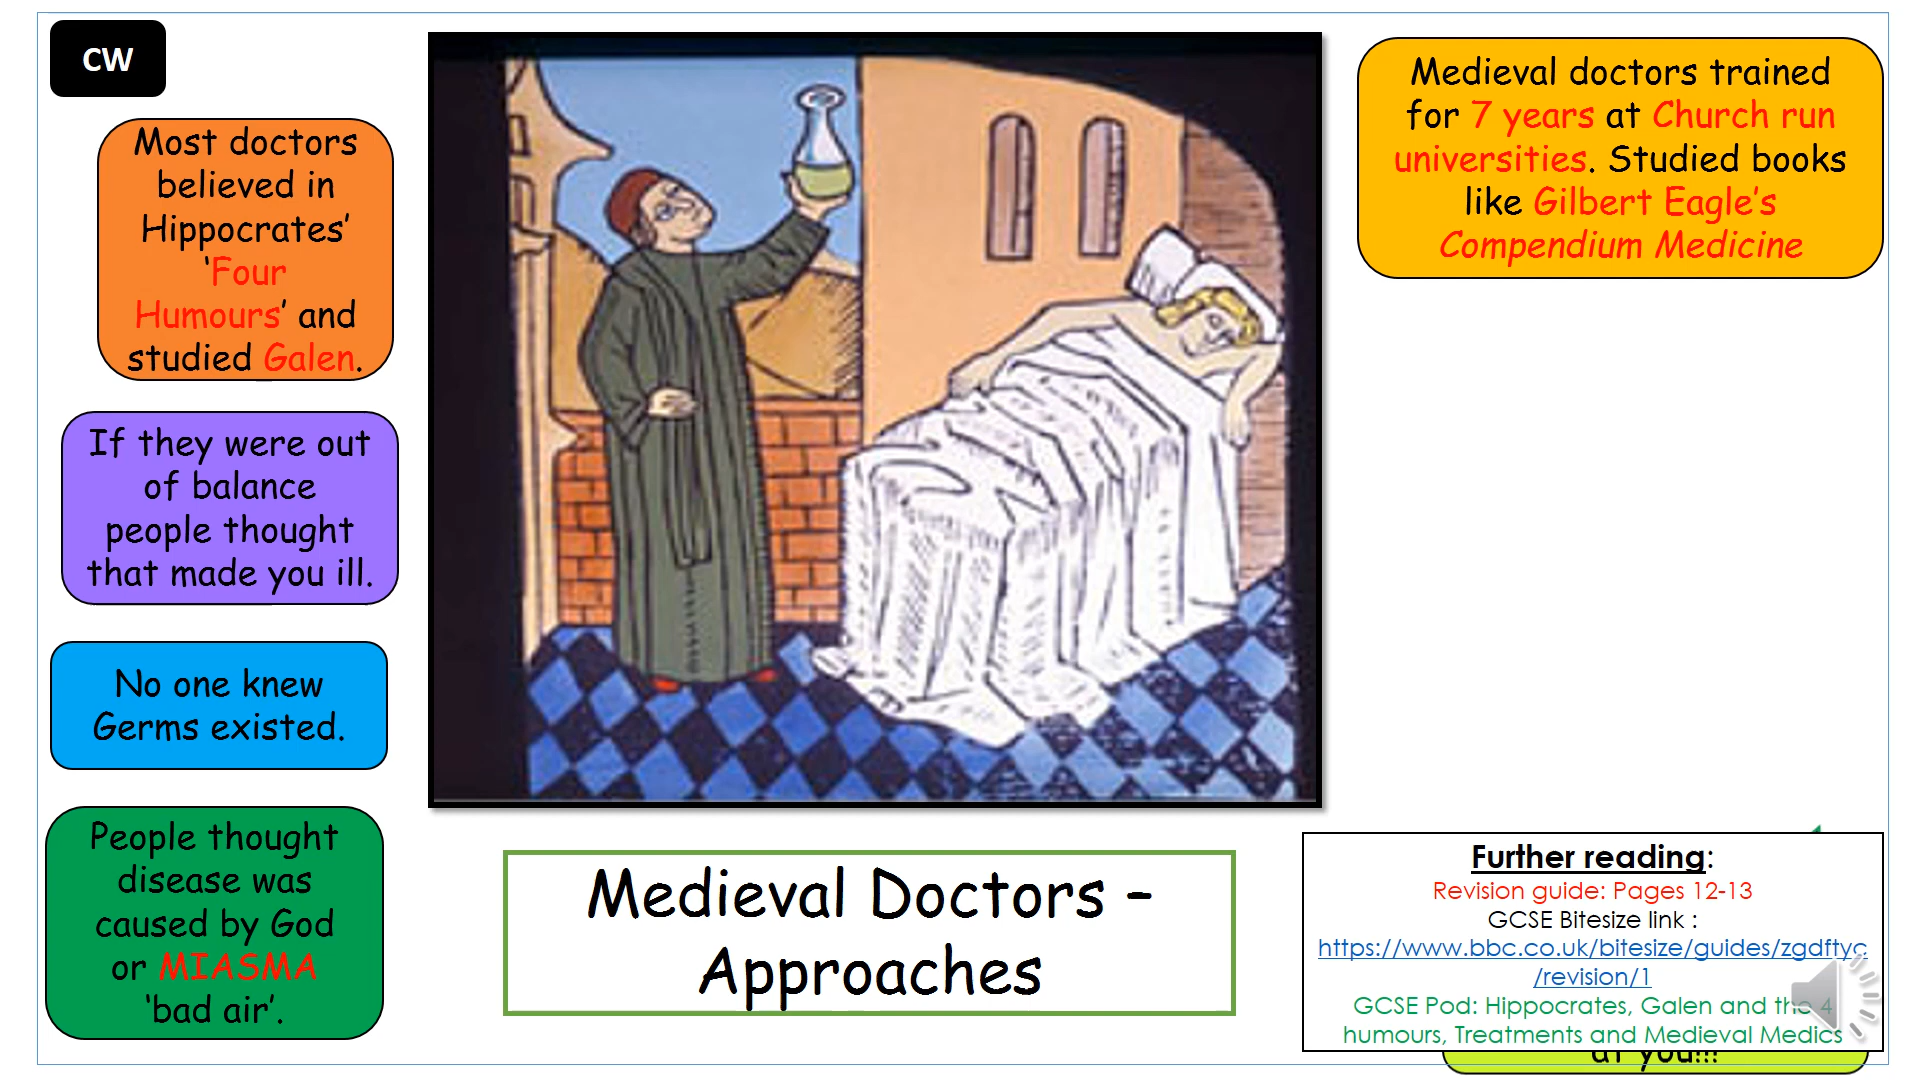 CW
Most doctors
believed in
Hippocrates’
‘Four
Humours’ and
studied Galen.
If they were out
of balance
people thought
that made you ill.
No one knew
Germs existed.
People thought
disease was
caused by God
or MIASMA
‘bad air’.
Medieval Doctors –
Approaches
Medieval doctors trained
for 7 years at Church run
universities. Studied books
like Gilbert Eagle’s
Compendium Medicine
Further reading:
Revision guide: Pages 12-13
GCSE Bitesize link :
https://www.bbc.co.uk/bitesize/guides/zgdftyc
/revision/1
GCSE Pod: Hippocrates, Galen and the 4
humours, Treatments and Medieval Medics
at you!!!